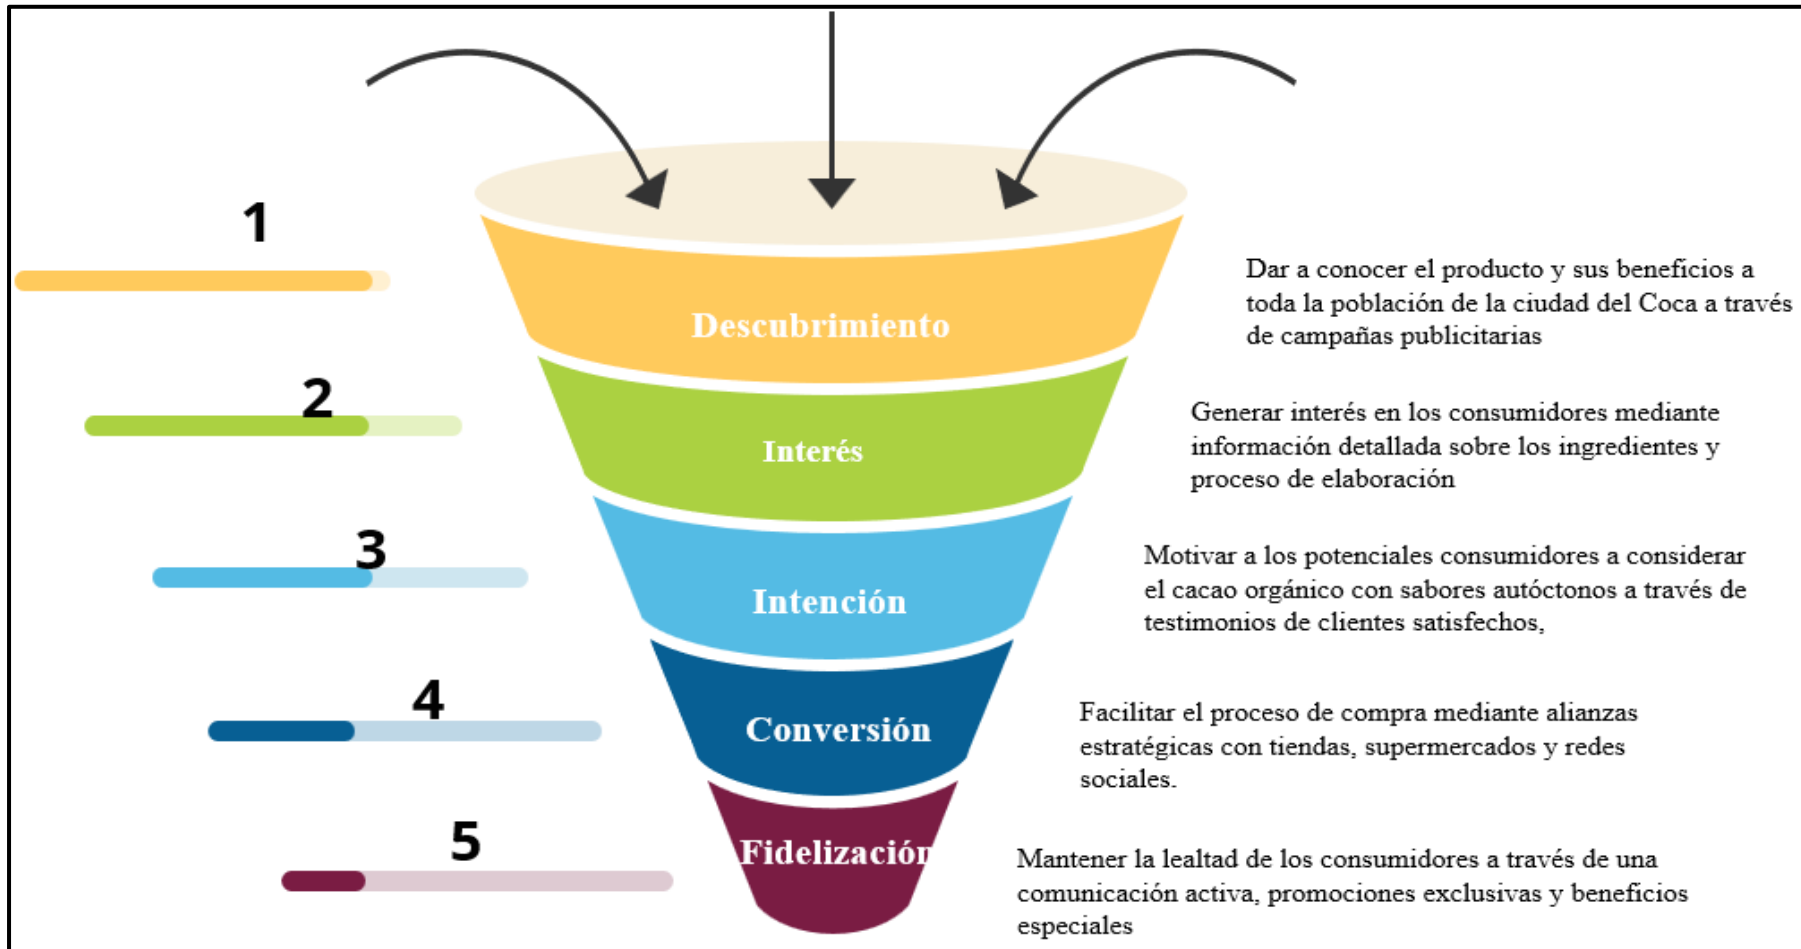 1
Descubrimiento
Dar a conocer el producto y sus beneficios a
toda la población de la ciudad del Coca a través
de campañas publicitarias
2
Interés
Generar interés en los consumidores mediante
información detallada sobre los ingredientes y
proceso de elaboración
3
Intención
Motivar a los potenciales consumidores a considerar
el cacao orgánico con sabores autóctonos a través de
testimonios de clientes satisfechos,
4
Conversión
Facilitar el proceso de compra mediante alianzas
estratégicas con tiendas, supermercados y redes
sociales.
5
Fidelización
Mantener la lealtad de los consumidores a través de una
comunicación activa, promociones exclusivas y beneficios
especiales